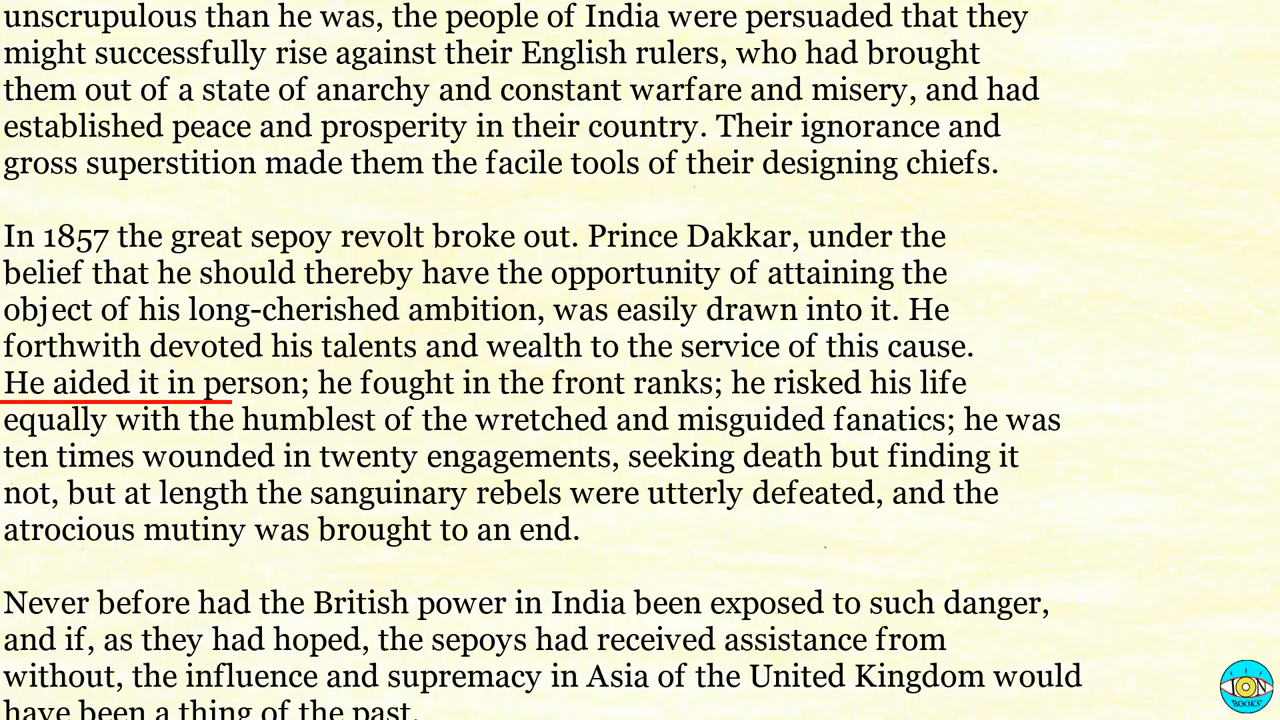 unscrupulous than he was, the people of India were persuaded that they
might successfully rise against their English rulers, who had brought
them out of a state of anarchy and constant warfare and misery, and had
established peace and prosperity in their country. Their ignorance and
gross superstition made them the facile tools of their designing chiefs.
In 1857 the great sepoy revolt broke out. Prince Dakkar, under the
belief that he should thereby have the opportunity of attaining the
object of his long-cherished ambition, was easily drawn into it. He
forthwith devoted his talents and wealth to the service of this cause.
He aided it in person; he fought in the front ranks; he risked his life
equally with the humblest of the wretched and misguided fanatics; he was
ten times wounded in twenty engagements, seeking death but finding it
not, but at length the sanguinary rebels were utterly defeated, and the
atrocious mutiny was brought to an end.
Never before had the British power in India been exposed to such danger,
and if, as they had hoped, the sepoys had received assistance from
without, the influence and supremacy in Asia of the United Kingdom would
have been a thing of the past.
ION
BOOKS